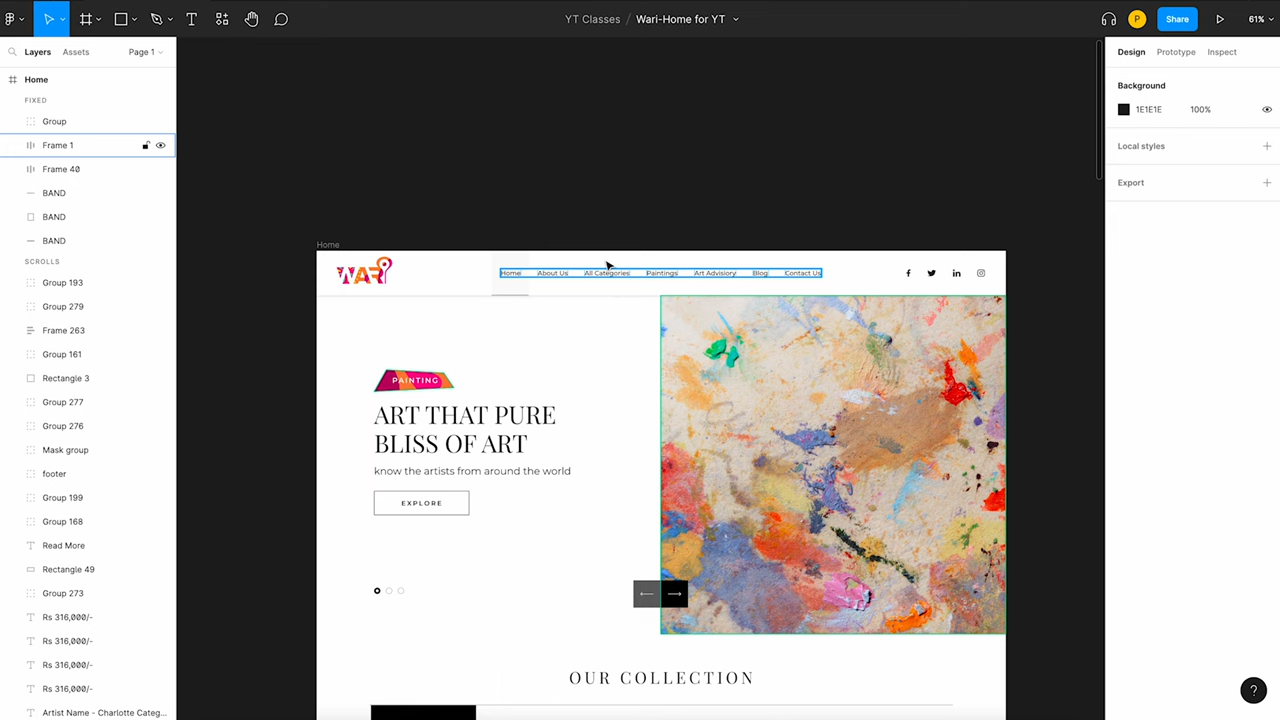 YT Classes / Wari-Home for YT
P
Share
61%
Layers
Assets
Page 1
Home
FIXED
Group
Frame 1
Frame 40
BAND
BAND
BAND
SCROLLS
Group 193
Group 279
Frame 263
Group 161
Rectangle 3
Group 277
Group 276
Mask group
footer
Group 199
Group 168
Read More
Rectangle 49
Group 273
Rs 316,000/-
Rs 316,000/-
Rs 316,000/-
Rs 316,000/-
Artist Name - Charlotte Categ...
Home
WARI
Home About Us All Categories Paintings Art Advisiory Blog Contact Us
PAINTING
ART THAT PURE
BLISS OF ART
know the artists from around the world
EXPLORE
OUR COLLECTION
Design
Prototype
Inspect
Background
1E1E1E
100%
Local styles
Export
?